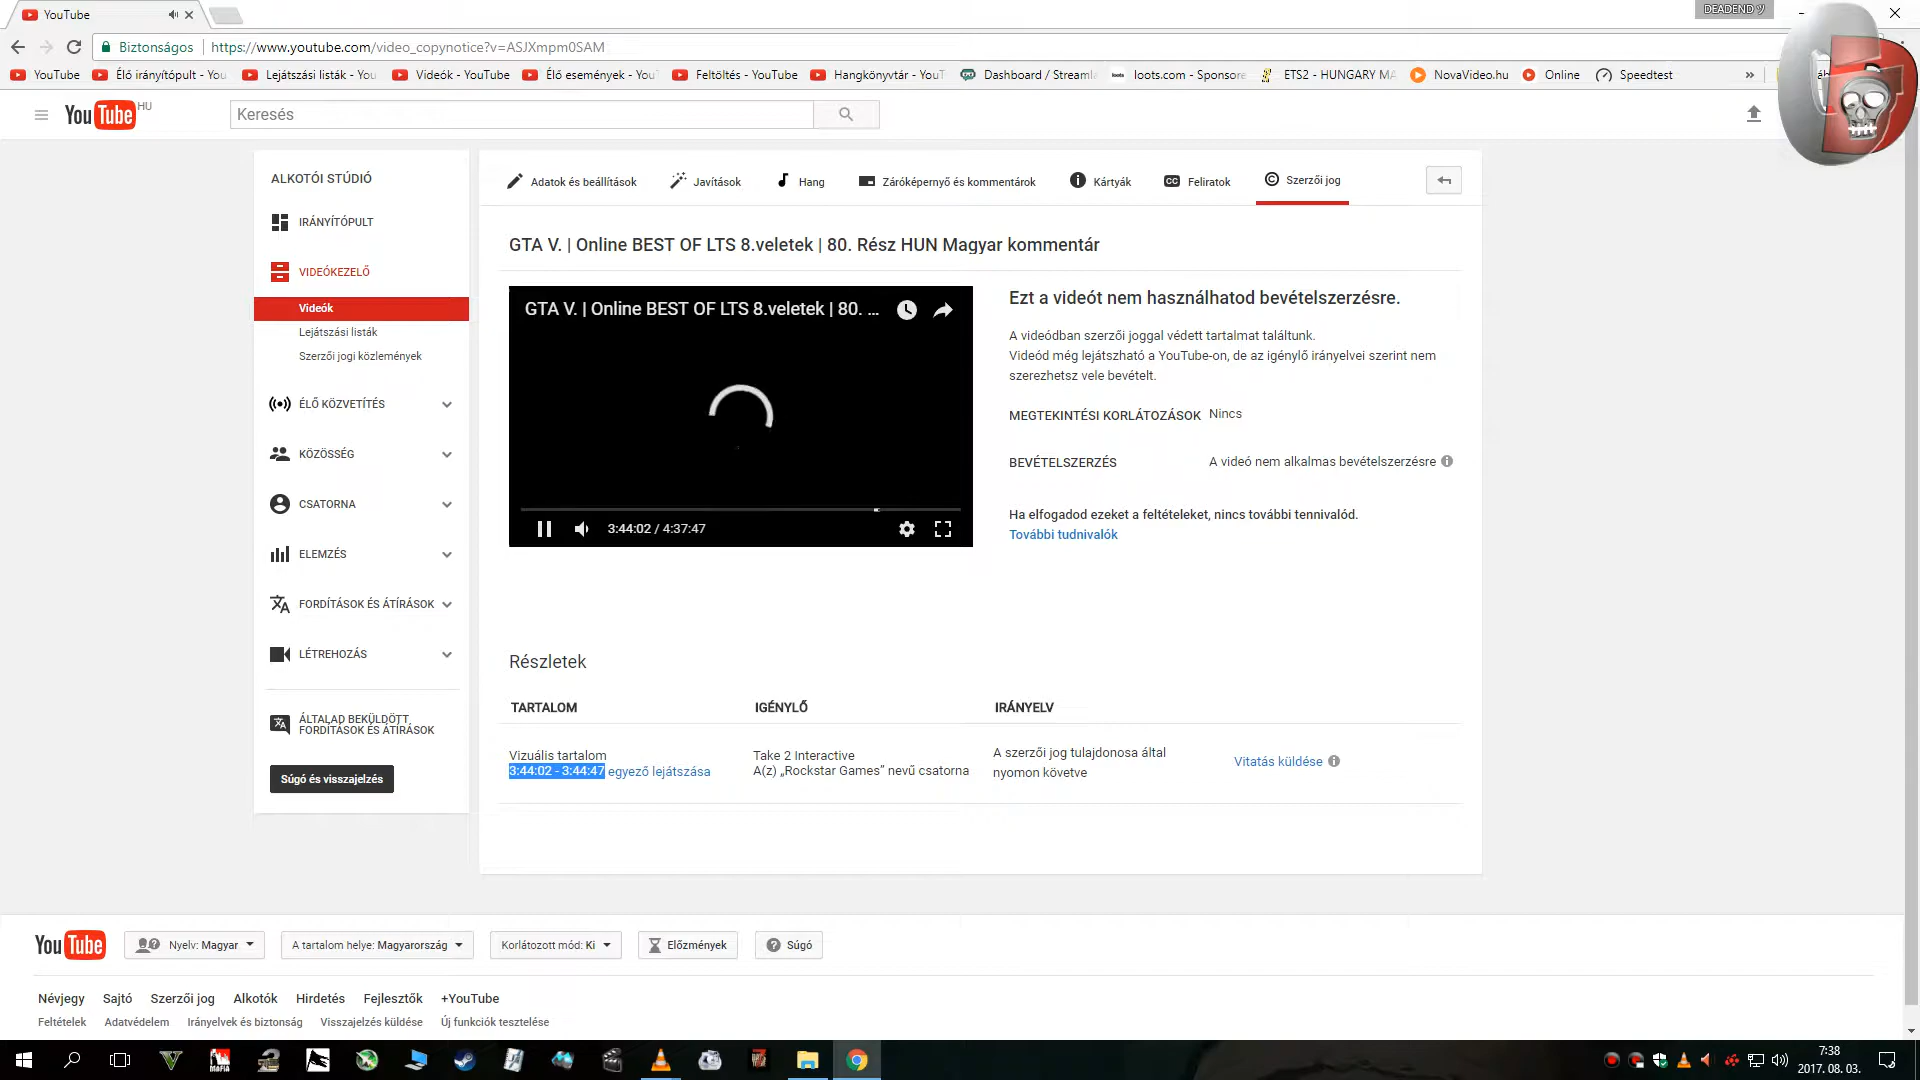 YouTube
DEADEND ツ
Biztonságos
https://www.youtube.com/video_copynotice?v=ASJXmpm0SAM
YouTube
Élő irányítópult - You
Lejátszási listák - You
Videók - YouTube
Élő események - You
Feltöltés - YouTube
Hangkönyvtár - YouT
Dashboard / Streamla
loots.com - Sponsore
ETS2 - HUNGARY MA
NovaVideo.hu
Online
Speedtest
»
YouTube HU
Keresés
ALKOTÓI STÚDIÓ
IRÁNYÍTÓPULT
VIDEÓKEZELŐ
Videók
Lejátszási listák
Szerzői jogi közlemények
ÉLŐ KÖZVETÍTÉS
KÖZÖSSÉG
CSATORNA
ELEMZÉS
FORDÍTÁSOK ÉS ÁTÍRÁSOK
LÉTREHOZÁS
ÁLTALAD BEKÜLDÖTT
FORDÍTÁSOK ÉS ÁTÍRÁSOK
Súgó és visszajelzés
Adatok és beállítások
Javítások
Hang
Záróképernyő és kommentárok
Kártyák
CC Feliratok
Szerzői jog
GTA V. | Online BEST OF LTS 8.veletek | 80. Rész HUN Magyar kommentár
GTA V. | Online BEST OF LTS 8.veletek | 80. ...
3:44:02 / 4:37:47
Ezt a videót nem használhatod bevételszerzésre.
A videódban szerzői joggal védett tartalmat találtunk.
Videód még lejátszható a YouTube-on, de az igénylő irányelvei szerint nem
szerezhetsz vele bevételt.
MEGTEKINTÉSI KORLÁTOZÁSOK Nincs
BEVÉTELSZERZÉS A videó nem alkalmas bevételszerzésre
Ha elfogadod ezeket a feltételeket, nincs további tennivalód.
További tudnivalók
Részletek
TARTALOM IGÉNYLŐ IRÁNYELV
Vizuális tartalom
3:44:02 - 3:44:47 egyező lejátszása
Take 2 Interactive
A(z) „Rockstar Games” nevű csatorna
A szerzői jog tulajdonosa által
nyomon követve
Vitatás küldése
YouTube
Nyelv: Magyar
A tartalom helye: Magyarország
Korlátozott mód: Ki
Előzmények
Súgó
Névjegy Sajtó Szerzői jog Alkotók Hirdetés Fejlesztők +YouTube
Feltételek Adatvédelem Irányelvek és biztonság Visszajelzés küldése Új funkciók tesztelése
7:38
2017. 08. 03.